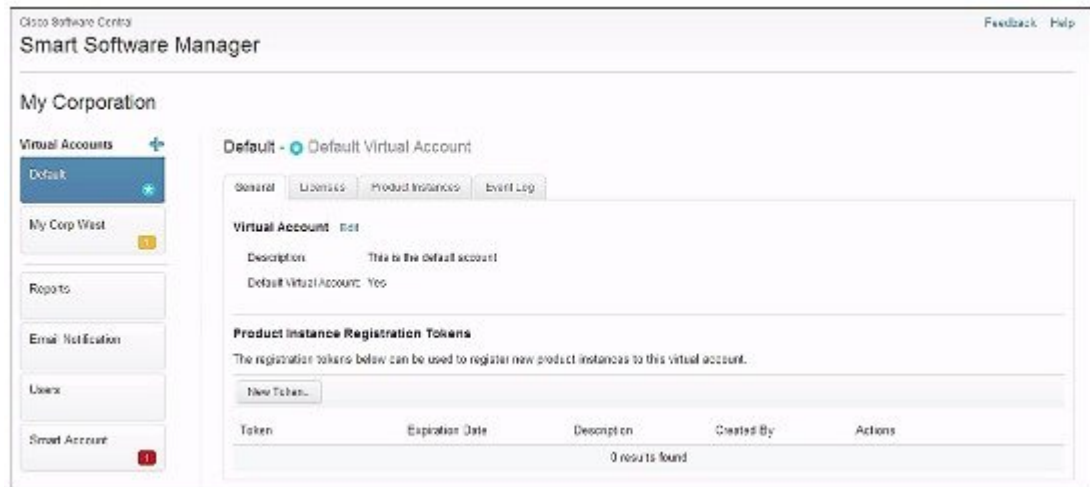 Cisco Software Central
Feedback Help
Smart Software Manager
My Corporation
Virtual Accounts
Default
My Corp West
1
Reports
Email Notification
Users
Smart Account
1
Default - Default Virtual Account
General Licenses Product Instances Event Log
Virtual Account Edit
Description: This is the default account
Default Virtual Account: Yes
Product Instance Registration Tokens
The registration tokens below can be used to register new product instances to this virtual account.
New Token...
Token Expiration Date Description Created By Actions
0 results found